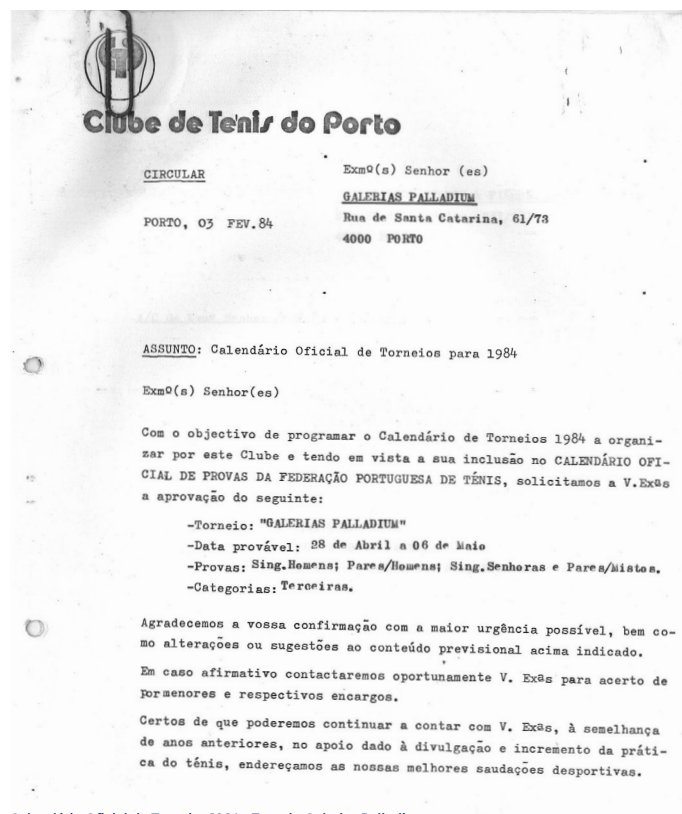 Clube de Tenis do Porto
CIRCULAR
Exmº(s) Senhor (es)
GALERIAS PALLADIUM
Rua de Santa Catarina, 61/73
4000 PORTO
PORTO, 03 FEV.84
ASSUNTO: Calendário Oficial de Torneios para 1984
Exmº(s) Senhor(es)
Com o objectivo de programar o Calendário de Torneios 1984 a organi-
zar por este Clube e tendo em vista a sua inclusão no CALENDÁRIO OFI-
CIAL DE PROVAS DA FEDERAÇÃO PORTUGUESA DE TÉNIS, solicitamos a V.Exªs
a aprovação do seguinte:
-Torneio: "GALERIAS PALLADIUM"
-Data provável: 28 de Abril a 06 de Maio
-Provas: Sing.Homens; Pares/Homens; Sing.Senhoras e Pares/Mistos.
-Categorias: Terceiras.
Agradecemos a vossa confirmação com a maior urgência possível, bem co-
mo alterações ou sugestões ao conteúdo previsional acima indicado.
Em caso afirmativo contactaremos oportunamente V. Exªs para acerto de
pormenores e respectivos encargos.
Certos de que poderemos continuar a contar com V. Exªs, à semelhança
de anos anteriores, no apoio dado à divulgação e incremento da práti-
ca do ténis, endereçamos as nossas melhores saudações desportivas.